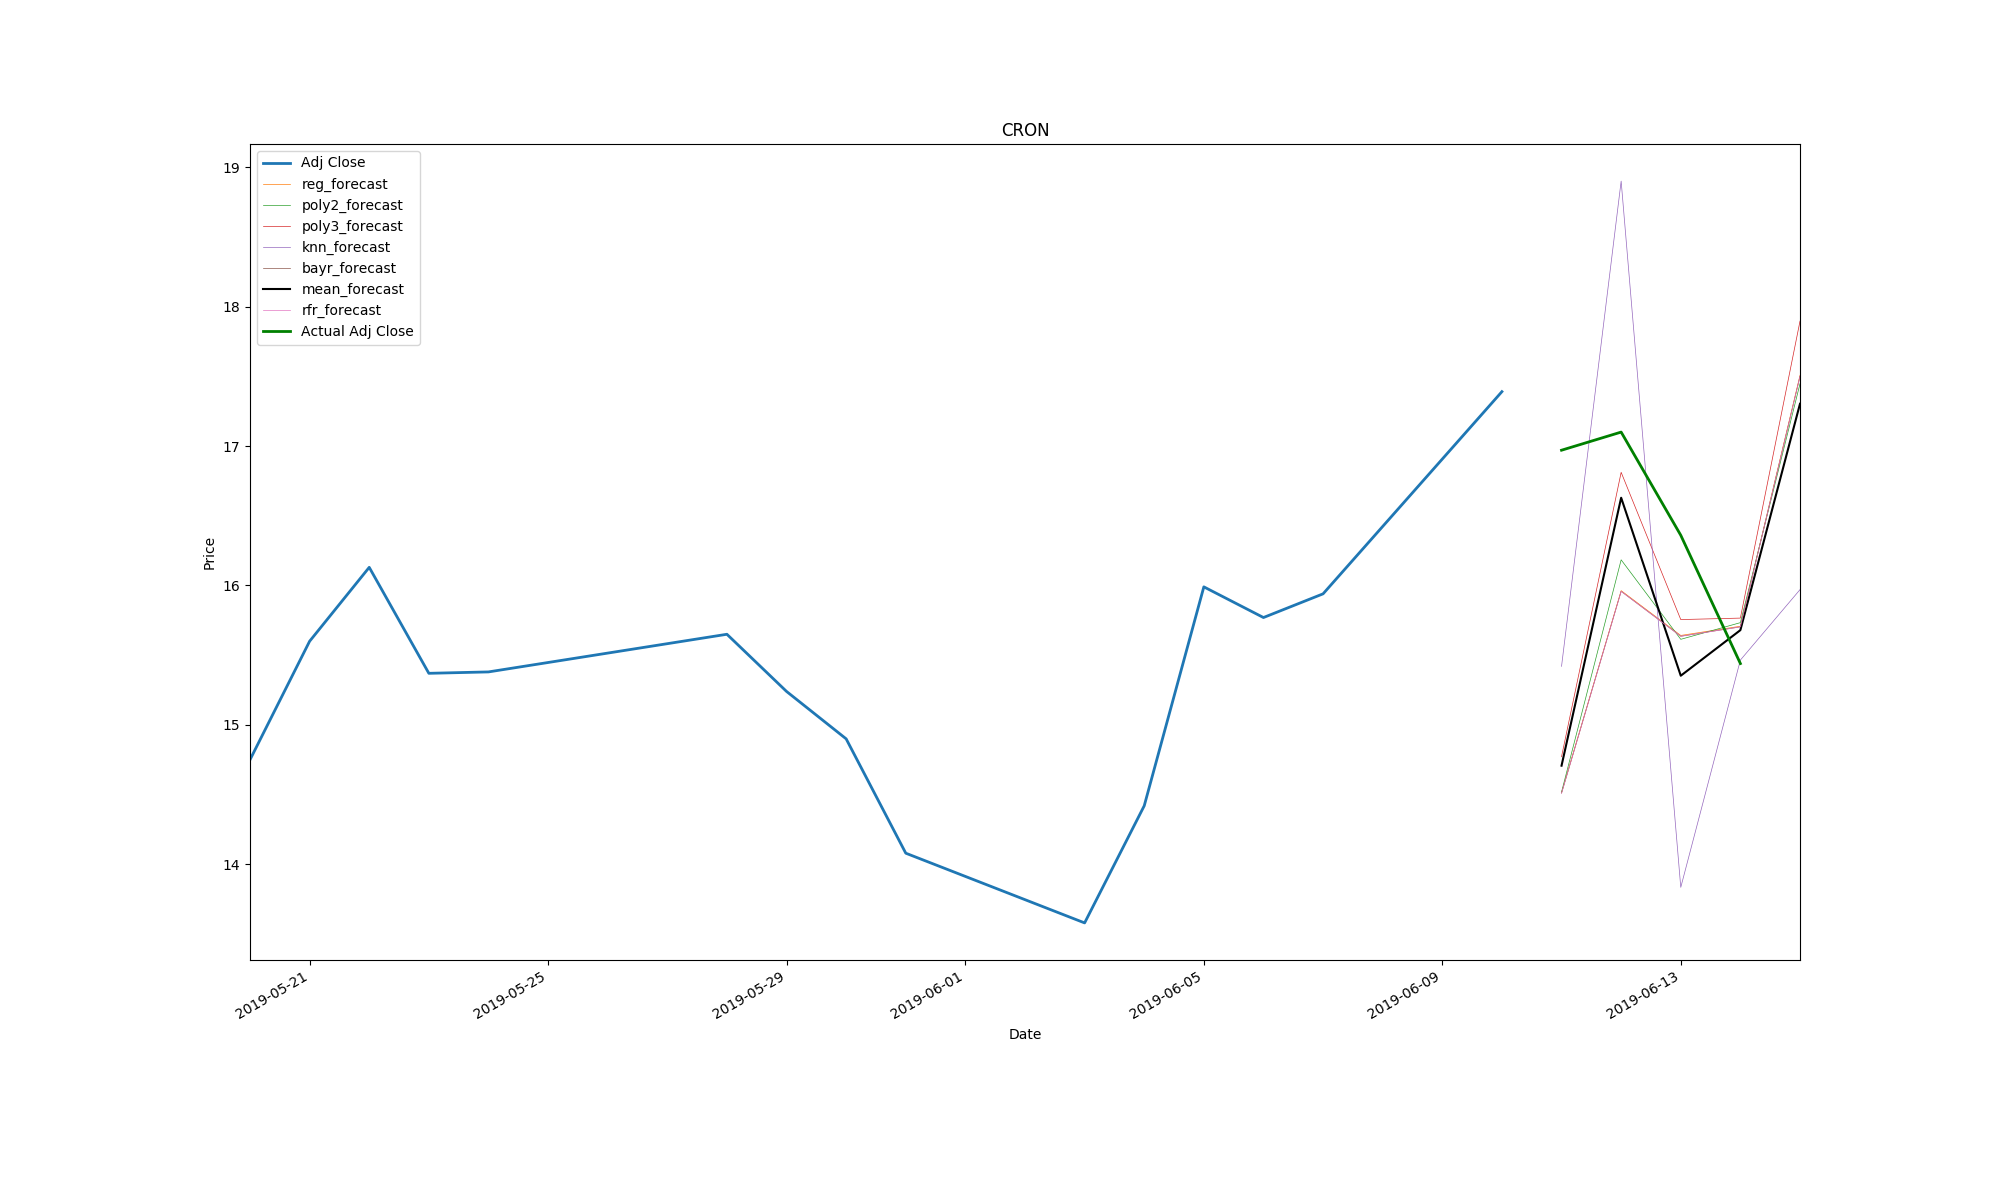 CRON
19
18
17
16
15
14
Price
Adj Close
reg_forecast
poly2_forecast
poly3_forecast
knn_forecast
bayr_forecast
mean_forecast
rfr_forecast
Actual Adj Close
2019-05-21
2019-05-25
2019-05-29
2019-06-01
2019-06-05
2019-06-09
2019-06-13
Date